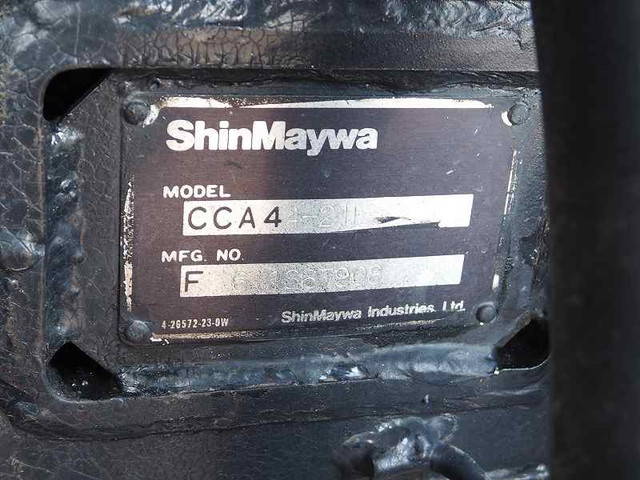 ShinMaywa
MODEL
CCA4
MFG. NO.
F
4-26572-23-0W
ShinMaywa Industries, Ltd.